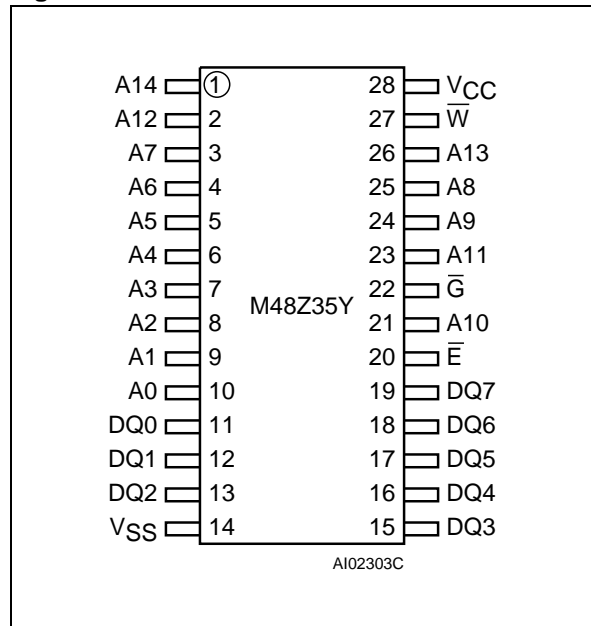 A14 1 28 VCC
A12 2 27 W̅
A7 3 26 A13
A6 4 25 A8
A5 5 24 A9
A4 6 23 A11
A3 7 22 G̅
M48Z35Y
A2 8 21 A10
A1 9 20 E̅
A0 10 19 DQ7
DQ0 11 18 DQ6
DQ1 12 17 DQ5
DQ2 13 16 DQ4
VSS 14 15 DQ3
AI02303C